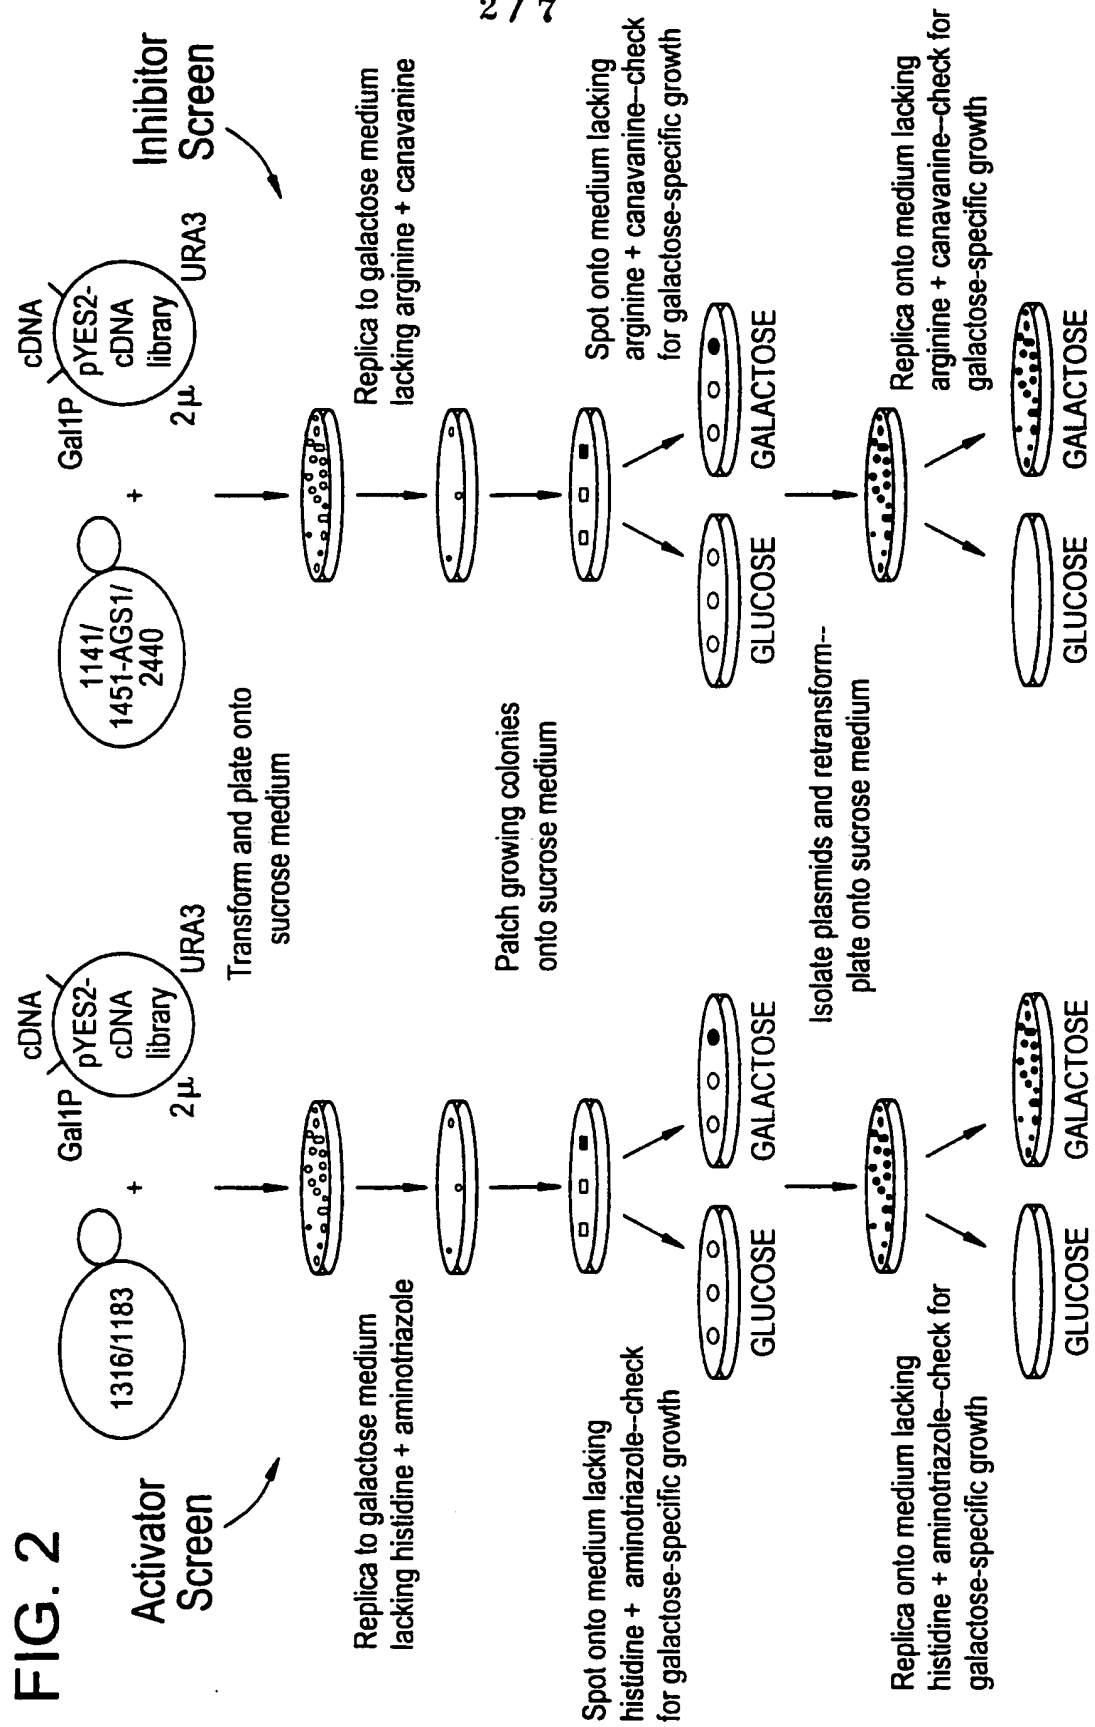 2/7
FIG. 2
Activator
Screen
1316/1183
+
Gal1P
cDNA
pYES2-
cDNA
library
2µ
URA3
Transform and plate onto
sucrose medium
1141/
1451-AGS1/
2440
+
Gal1P
cDNA
pYES2-
cDNA
library
2µ
URA3
Inhibitor
Screen
Replica to galactose medium
lacking histidine + aminotriazole
Replica to galactose medium
lacking arginine + canavanine
Patch growing colonies
onto sucrose medium
Spot onto medium lacking
histidine + aminotriazole--check
for galactose-specific growth
Spot onto medium lacking
arginine + canavanine--check
for galactose-specific growth
GLUCOSE
GALACTOSE
GLUCOSE
GALACTOSE
Isolate plasmids and retransform--
plate onto sucrose medium
Replica onto medium lacking
histidine + aminotriazole--check for
galactose-specific growth
Replica onto medium lacking
arginine + canavanine--check for
galactose-specific growth
GLUCOSE
GALACTOSE
GLUCOSE
GALACTOSE